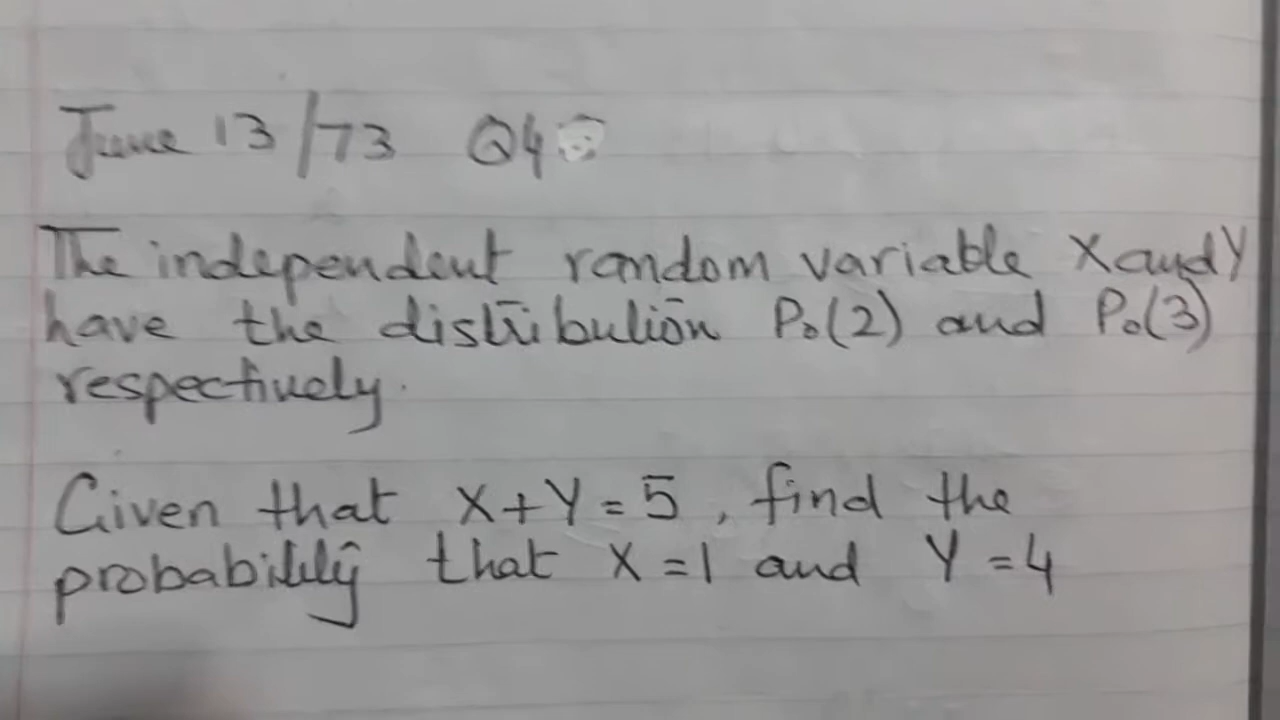 June 13/73 Q4
The independent random variable X and Y
have the distribution Po(2) and Po(3)
respectively.
Given that X+Y=5, find the
probability that X=1 and Y=4